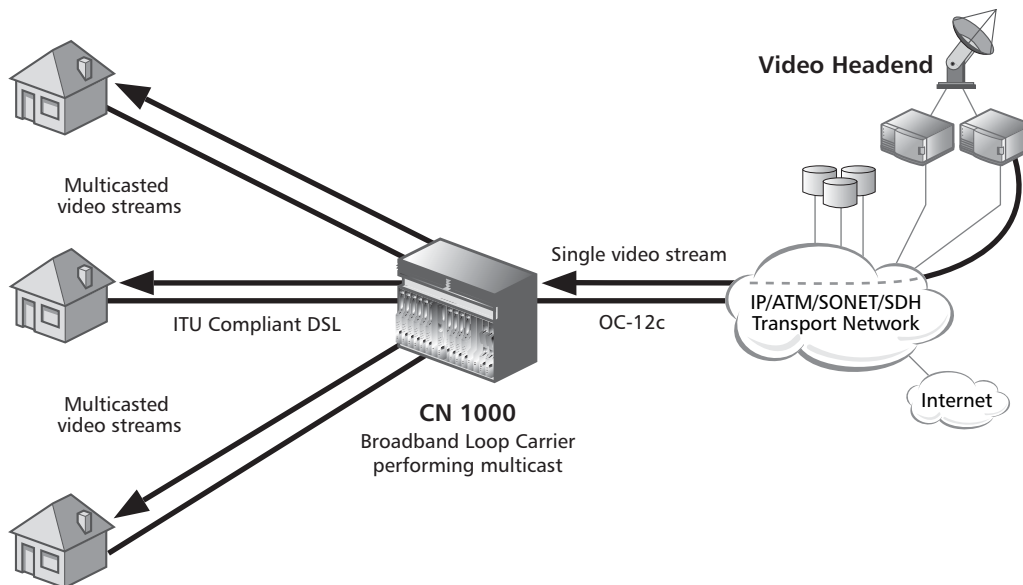 Video Headend
Multicasted
video streams
Single video stream
IP/ATM/SONET/SDH
Transport Network
ITU Compliant DSL
OC-12c
Internet
Multicasted
video streams
CN 1000
Broadband Loop Carrier
performing multicast